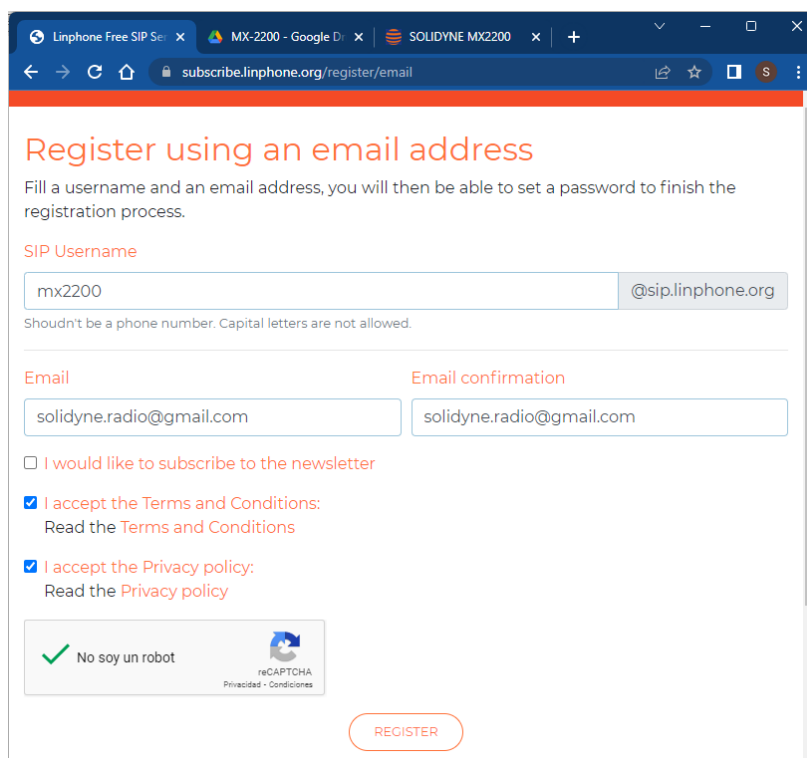 Linphone Free SIP Ser
MX-2200 - Google Dr
SOLIDYNE MX2200
subscribe.linphone.org/register/email
S
Register using an email address
Fill a username and an email address, you will then be able to set a password to finish the
registration process.
SIP Username
mx2200
@sip.linphone.org
Shoudn't be a phone number. Capital letters are not allowed.
Email
Email confirmation
solidyne.radio@gmail.com
solidyne.radio@gmail.com
I would like to subscribe to the newsletter
I accept the Terms and Conditions:
Read the Terms and Conditions
I accept the Privacy policy:
Read the Privacy policy
No soy un robot
reCAPTCHA
Privacidad - Condiciones
REGISTER